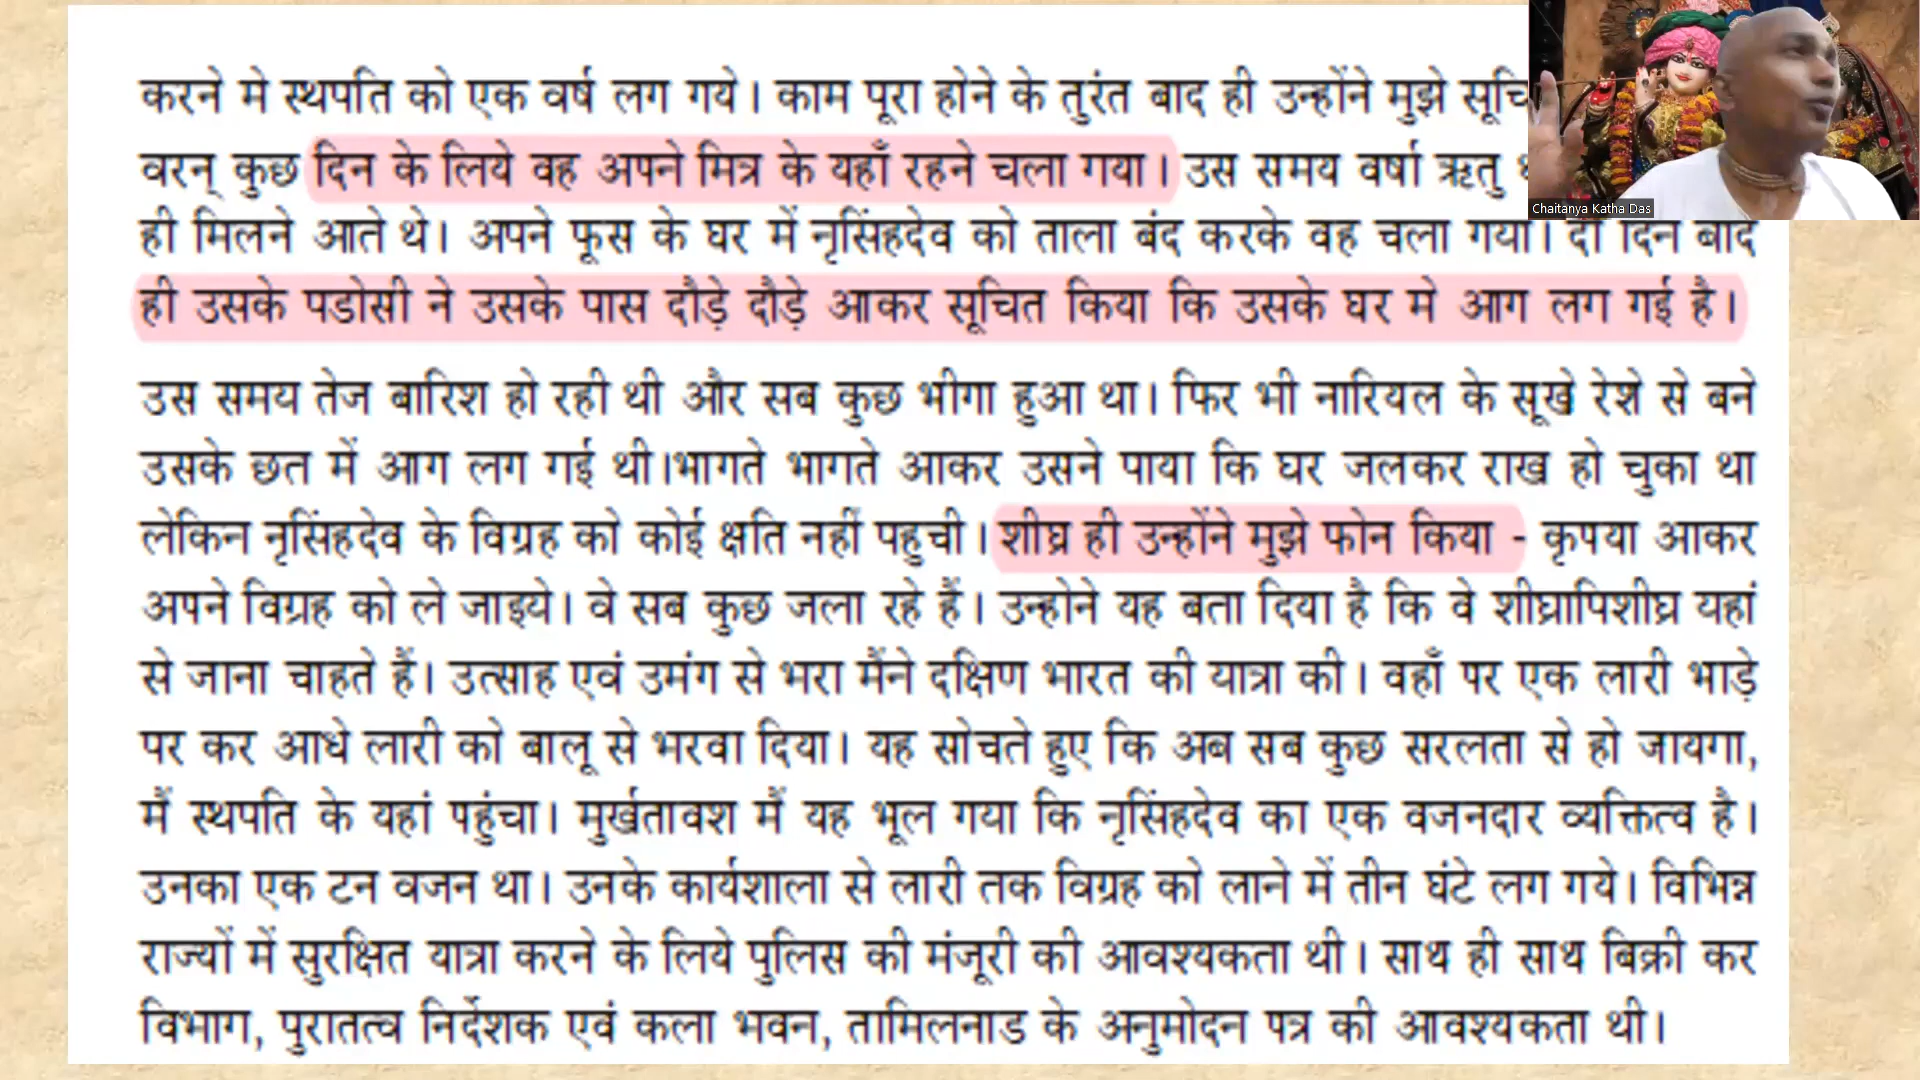 करने मे स्थपति को एक वर्ष लग गये। काम पूरा होने के तुरंत बाद ही उन्होंने मुझे
वरन् कुछ दिन के लिये वह अपने मित्र के यहाँ रहने चला गया। उस समय वर्षा ऋतु
ही मिलने आते थे। अपने फूस के घर में नृसिंहदेव को ताला बंद करके वह चला गया। दो दिन बाद
ही उसके पडोसी ने उसके पास दौड़े दौड़े आकर सूचित किया कि उसके घर मे आग लग गई है।
उस समय तेज बारिश हो रही थी और सब कुछ भीगा हुआ था। फिर भी नारियल के सूखे रेशे से बने
उसके छत में आग लग गई थी।भागते भागते आकर उसने पाया कि घर जलकर राख हो चुका था
लेकिन नृसिंहदेव के विग्रह को कोई क्षति नहीं पहुची। शीघ्र ही उन्होंने मुझे फोन किया - कृपया आकर
अपने विग्रह को ले जाइये। वे सब कुछ जला रहे हैं। उन्होने यह बता दिया है कि वे शीघ्रापिशीघ्र यहां
से जाना चाहते हैं। उत्साह एवं उमंग से भरा मैंने दक्षिण भारत की यात्रा की। वहाँ पर एक लारी भाड़े
पर कर आधे लारी को बालू से भरवा दिया। यह सोचते हुए कि अब सब कुछ सरलता से हो जायगा,
मैं स्थपति के यहां पहुंचा। मुर्खतावश मैं यह भूल गया कि नृसिंहदेव का एक वजनदार व्यक्तित्व है।
उनका एक टन वजन था। उनके कार्यशाला से लारी तक विग्रह को लाने में तीन घंटे लग गये। विभिन्न
राज्यों में सुरक्षित यात्रा करने के लिये पुलिस की मंजूरी की आवश्यकता थी। साथ ही साथ बिक्री कर
विभाग, पुरातत्व निर्देशक एवं कला भवन, तामिलनाड के अनुमोदन पत्र की आवश्यकता थी।
Chaitanya Katha Das